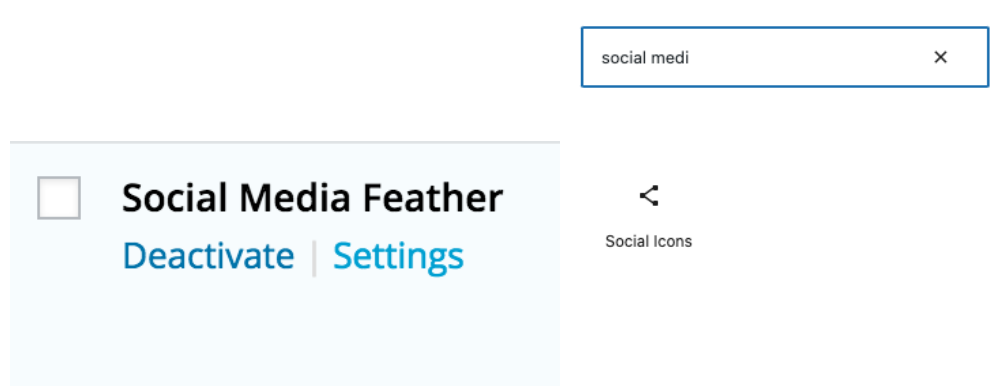 social medi
Social Media Feather
Deactivate | Settings
Social Icons